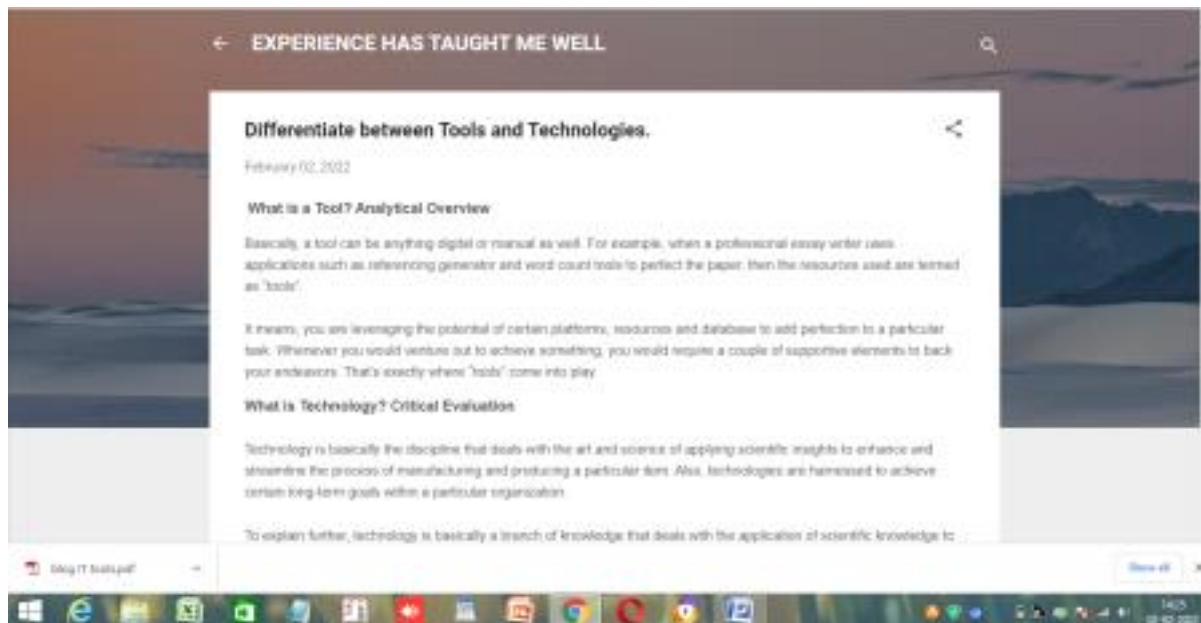 EXPERIENCE HAS TAUGHT ME WELL
Differentiate between Tools and Technologies.
February 02, 2022
What is a Tool? Analytical Overview
Basically, a tool can be anything digital or manual as well. For example, when a professional essay writer uses
applications such as referencing generator and word count tools to perfect the paper, then the resources used are termed
as "tools".
It means, you are leveraging the potential of certain platforms, resources and database to add perfection to a particular
task. Whenever you would venture out to achieve something, you would require a couple of supportive elements to back
your endeavors. That's exactly where "tools" come into play.
What is Technology? Critical Evaluation
Technology is basically the discipline that deals with the art and science of applying scientific insights to enhance and
streamline the process of manufacturing and producing a particular item. Also, technologies are harnessed to achieve
certain long-term goals within a particular organization.
To explain further, technology is basically a branch of knowledge that deals with the application of scientific knowledge to
blog IT tools.pdf
Show all
14:25